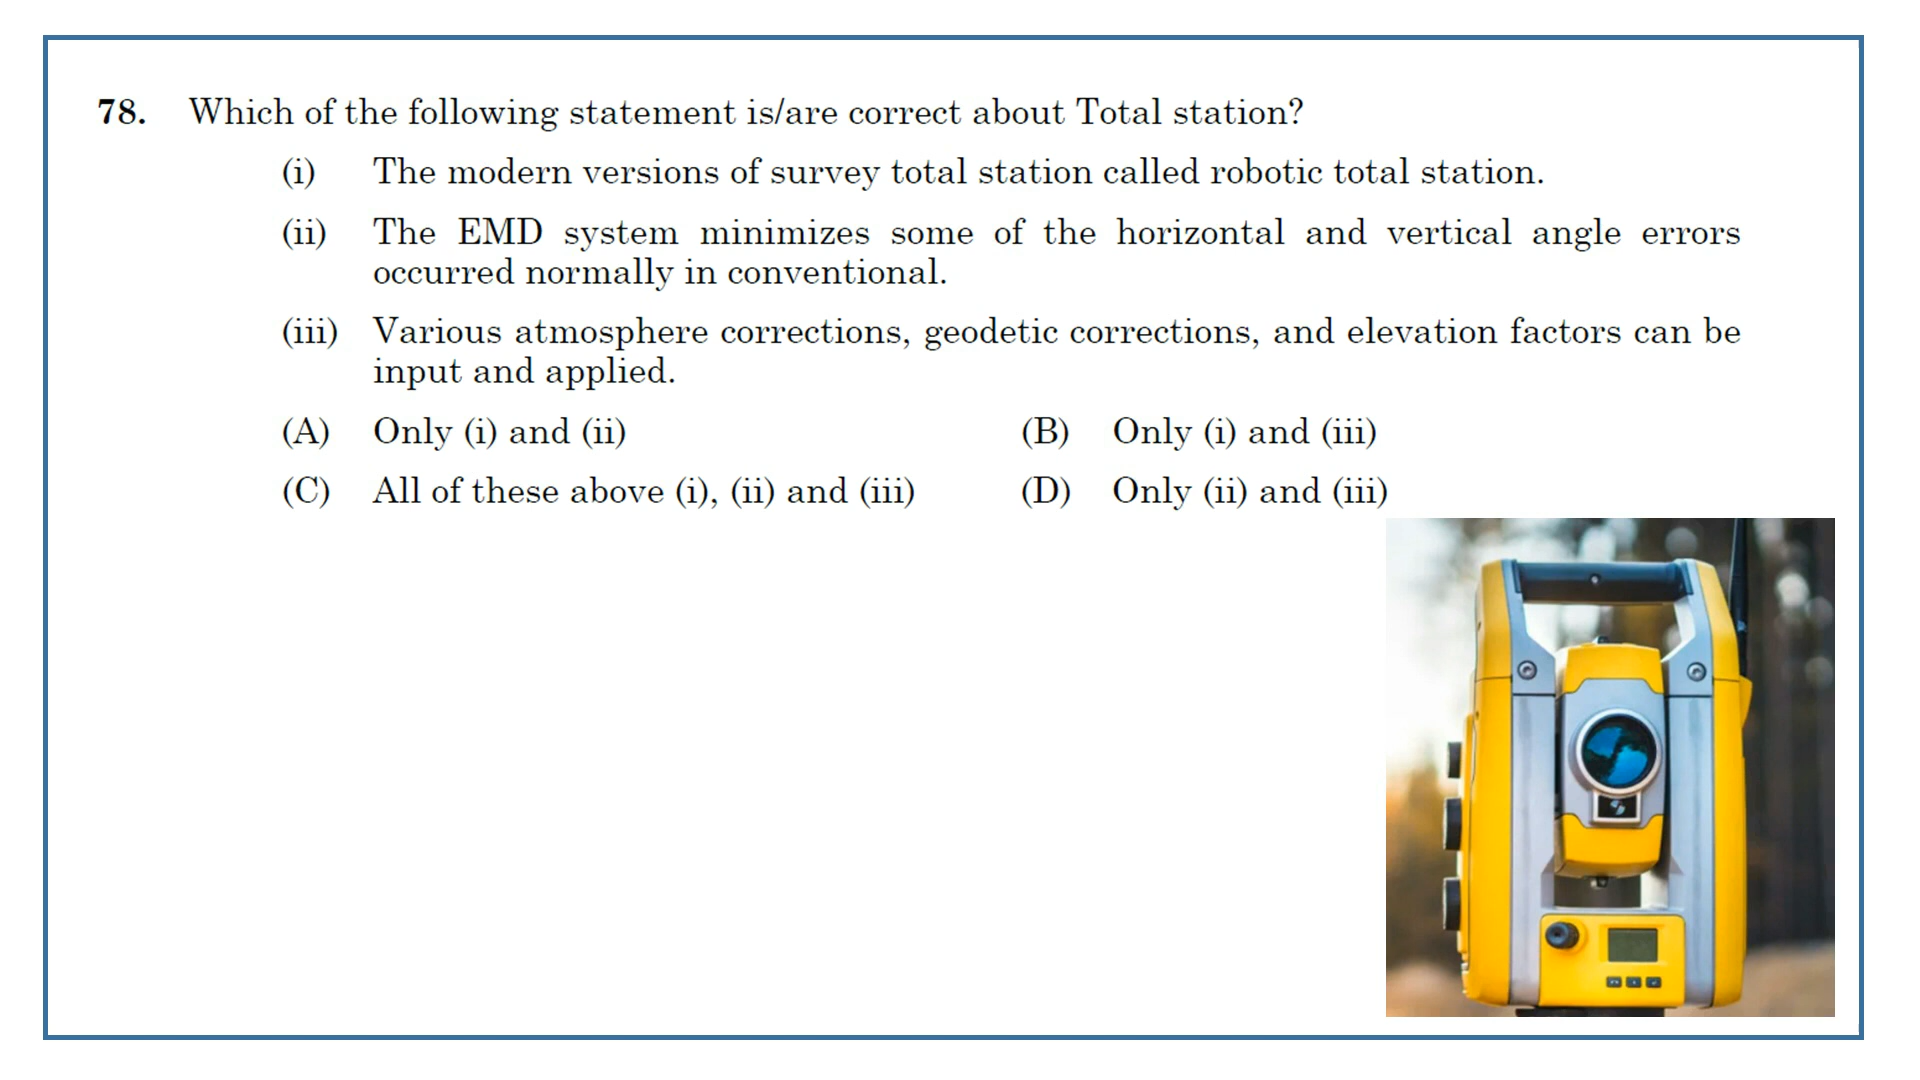 78. Which of the following statement is/are correct about Total station?
(i) The modern versions of survey total station called robotic total station.
(ii) The EMD system minimizes some of the horizontal and vertical angle errors
occurred normally in conventional.
(iii) Various atmosphere corrections, geodetic corrections, and elevation factors can be
input and applied.
(A) Only (i) and (ii) (B) Only (i) and (iii)
(C) All of these above (i), (ii) and (iii) (D) Only (ii) and (iii)